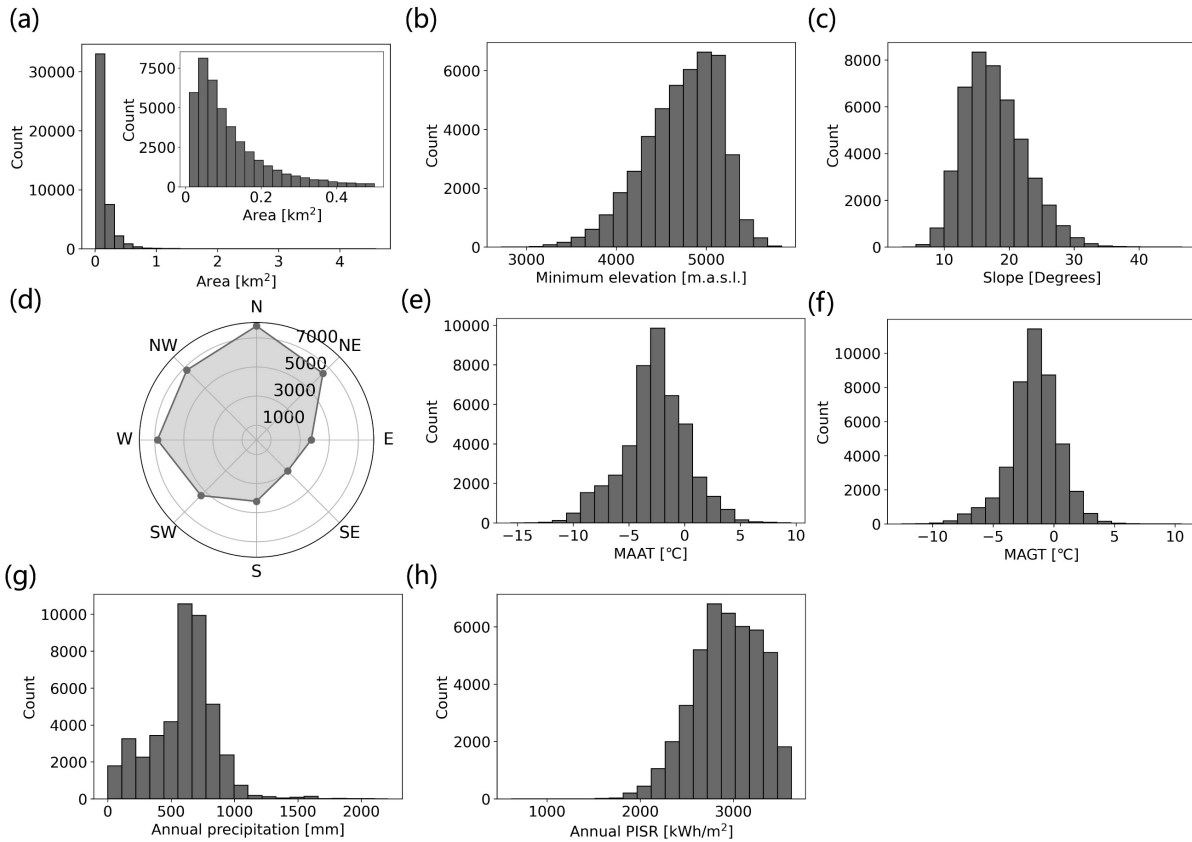 (a)
30000
20000
10000
0
Count
0 1 2 3 4
Area [km²]
7500
5000
2500
0
Count
0 0.2 0.4
Area [km²]
(b)
6000
4000
2000
0
Count
3000 4000 5000
Minimum elevation [m.a.s.l.]
(c)
8000
6000
4000
2000
0
Count
10 20 30 40
Slope [Degrees]
(d)
N
NE
E
SE
S
SW
W
NW
7000
5000
3000
1000
(e)
10000
8000
6000
4000
2000
0
Count
−15 −10 −5 0 5 10
MAAT [℃]
(f)
10000
8000
6000
4000
2000
0
Count
−10 −5 0 5 10
MAGT [℃]
(g)
10000
8000
6000
4000
2000
0
Count
0 500 1000 1500 2000
Annual precipitation [mm]
(h)
6000
4000
2000
0
Count
1000 2000 3000
Annual PISR [kWh/m²]